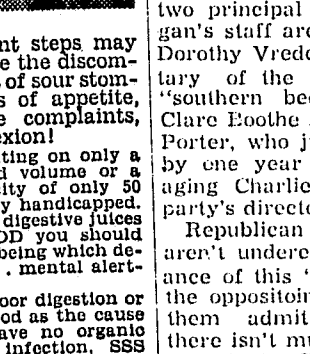 nt steps may
e the discom-
s of sour stom-
s of appetite,
e complaints,
exion!
ting on only a
d volume or a
ity of only 50
y handicapped.
digestive juices
OD you should
being which de-
. . mental alert-
oor digestion or
od as the cause
ave no organic
infection, SSS
two principal
gan's staff are
Dorothy Vrede
tary of the
"southern be
Clare Boothe
Porter, who j
by one year
aging Charlie
party's directo
Republican
aren't undere
ance of this "
the oppositoin
them admit
there isn't mu